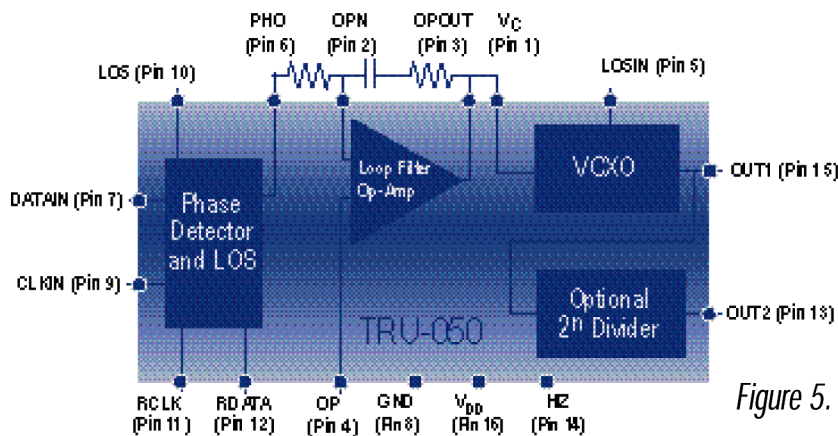 PHO
(Pin 6)
OPN
(Pin 2)
OPOUT
(Pin 3)
VC
(Pin 1)
LOS (Pin 10)
LOSIN (Pin 5)
DATAIN (Pin 7)
Phase
Detector
and LOS
Loop Filter
Op-Amp
VCXO
OUT1 (Pin 15)
CLKIN (Pin 9)
Optional
2n Divider
OUT2 (Pin 13)
TRU-050
RCLK
(Pin 11)
RDATA
(Pin 12)
OP
(Pin 4)
GND
(Pin 8)
VDD
(Pin 16)
HIZ
(Pin 14)
Figure 5.